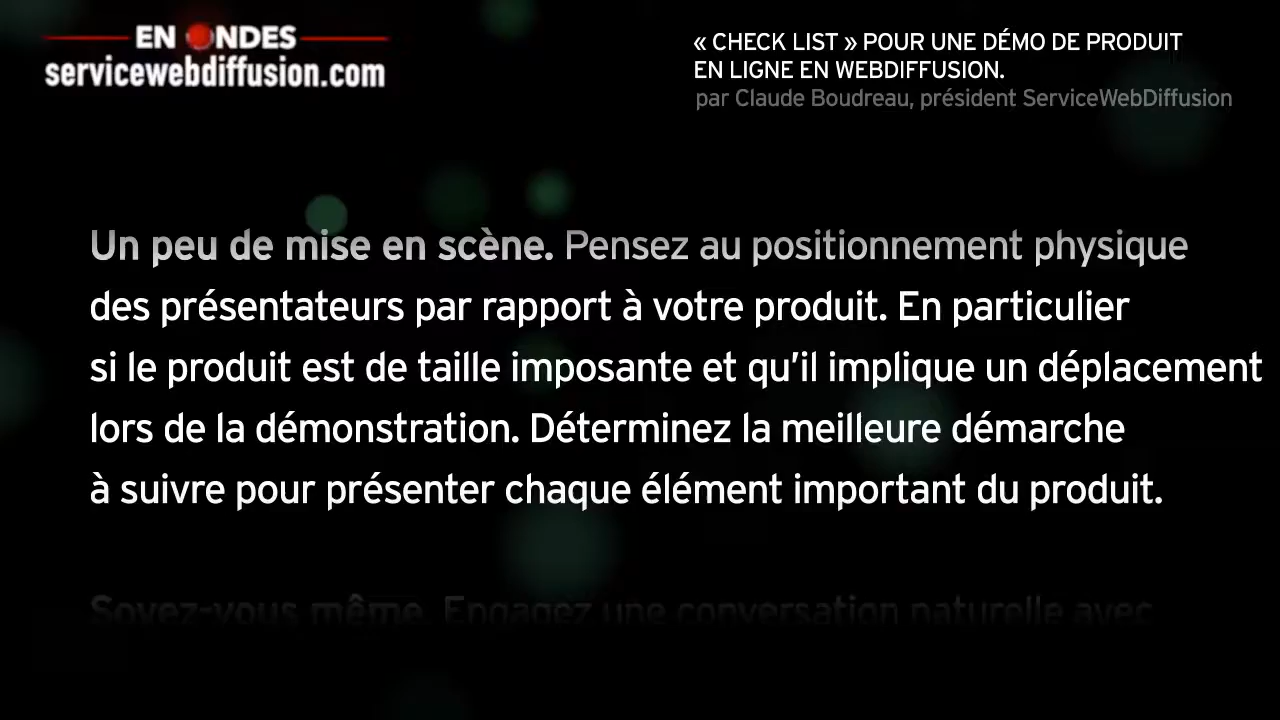 EN ONDES
servicewebdiffusion.com
« CHECK LIST » POUR UNE DÉMO DE PRODUIT
EN LIGNE EN WEBDIFFUSION.
par Claude Boudreau, président ServiceWebDiffusion
Un peu de mise en scène. Pensez au positionnement physique
des présentateurs par rapport à votre produit. En particulier
si le produit est de taille imposante et qu’il implique un déplacement
lors de la démonstration. Déterminez la meilleure démarche
à suivre pour présenter chaque élément important du produit.
Soyez-vous même. Engagez une conversation naturelle avec